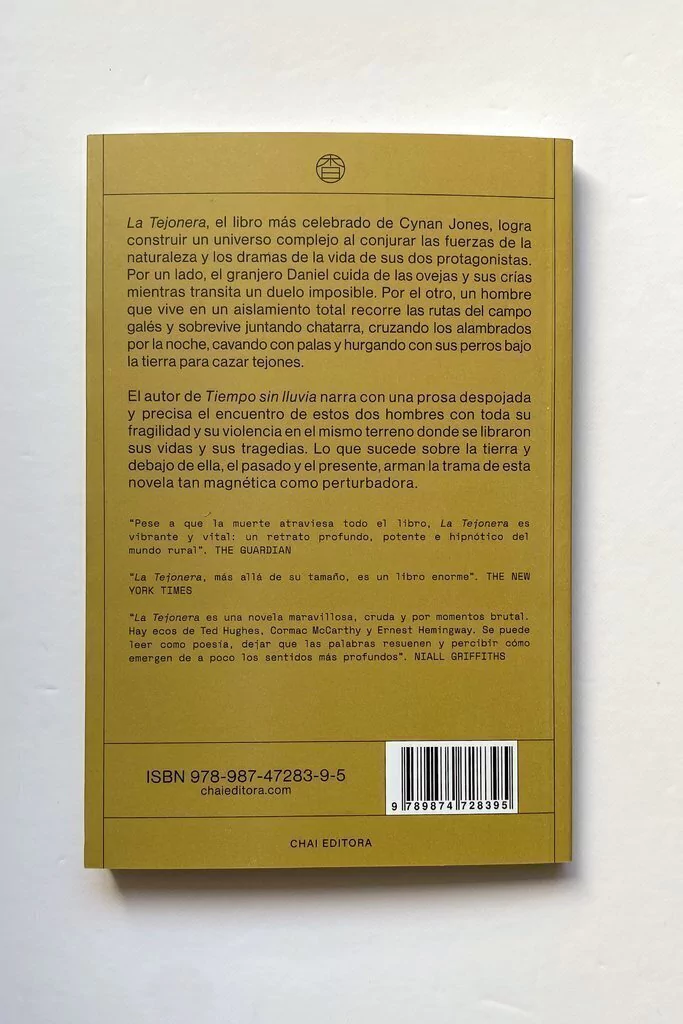 La Tejonera, el libro más celebrado de Cynan Jones, logra
construir un universo complejo al conjurar las fuerzas de la
naturaleza y los dramas de la vida de sus dos protagonistas.
Por un lado, el granjero Daniel cuida de las ovejas y sus crías
mientras transita un duelo imposible. Por el otro, un hombre
que vive en un aislamiento total recorre las rutas del campo
galés y sobrevive juntando chatarra, cruzando los alambrados
por la noche, cavando con palas y hurgando con sus perros bajo
la tierra para cazar tejones.
El autor de Tiempo sin lluvia narra con una prosa despojada
y precisa el encuentro de estos dos hombres con toda su
fragilidad y su violencia en el mismo terreno donde se libraron
sus vidas y sus tragedias. Lo que sucede sobre la tierra y
debajo de ella, el pasado y el presente, arman la trama de esta
novela tan magnética como perturbadora.
"Pese a que la muerte atraviesa todo el libro, La Tejonera es
vibrante y vital: un retrato profundo, potente e hipnótico del
mundo rural". THE GUARDIAN
"La Tejonera, más allá de su tamaño, es un libro enorme". THE NEW
YORK TIMES
"La Tejonera es una novela maravillosa, cruda y por momentos brutal.
Hay ecos de Ted Hughes, Cormac McCarthy y Ernest Hemingway. Se puede
leer como poesía, dejar que las palabras resuenen y percibir cómo
emergen de a poco los sentidos más profundos". NIALL GRIFFITHS
ISBN 978-987-47283-9-5
chaieditora.com
9 789874 728395
CHAI EDITORA